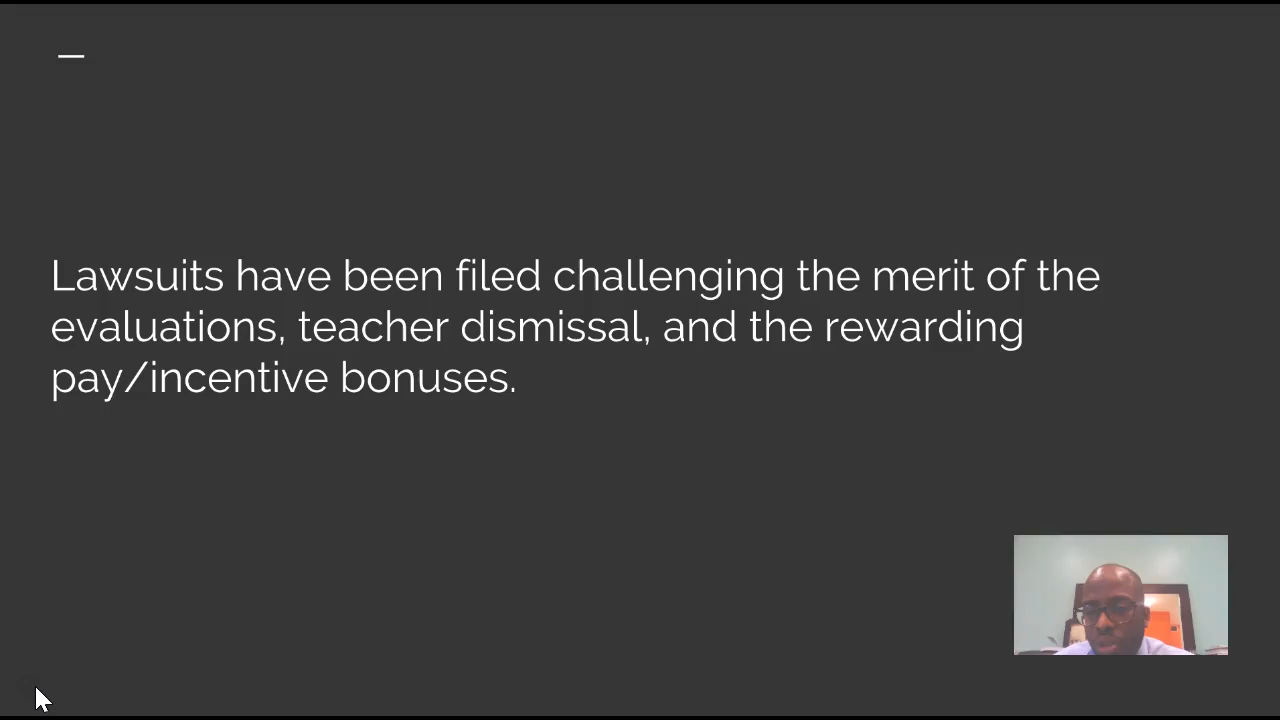 Lawsuits have been filed challenging the merit of the
evaluations, teacher dismissal, and the rewarding
pay/incentive bonuses.